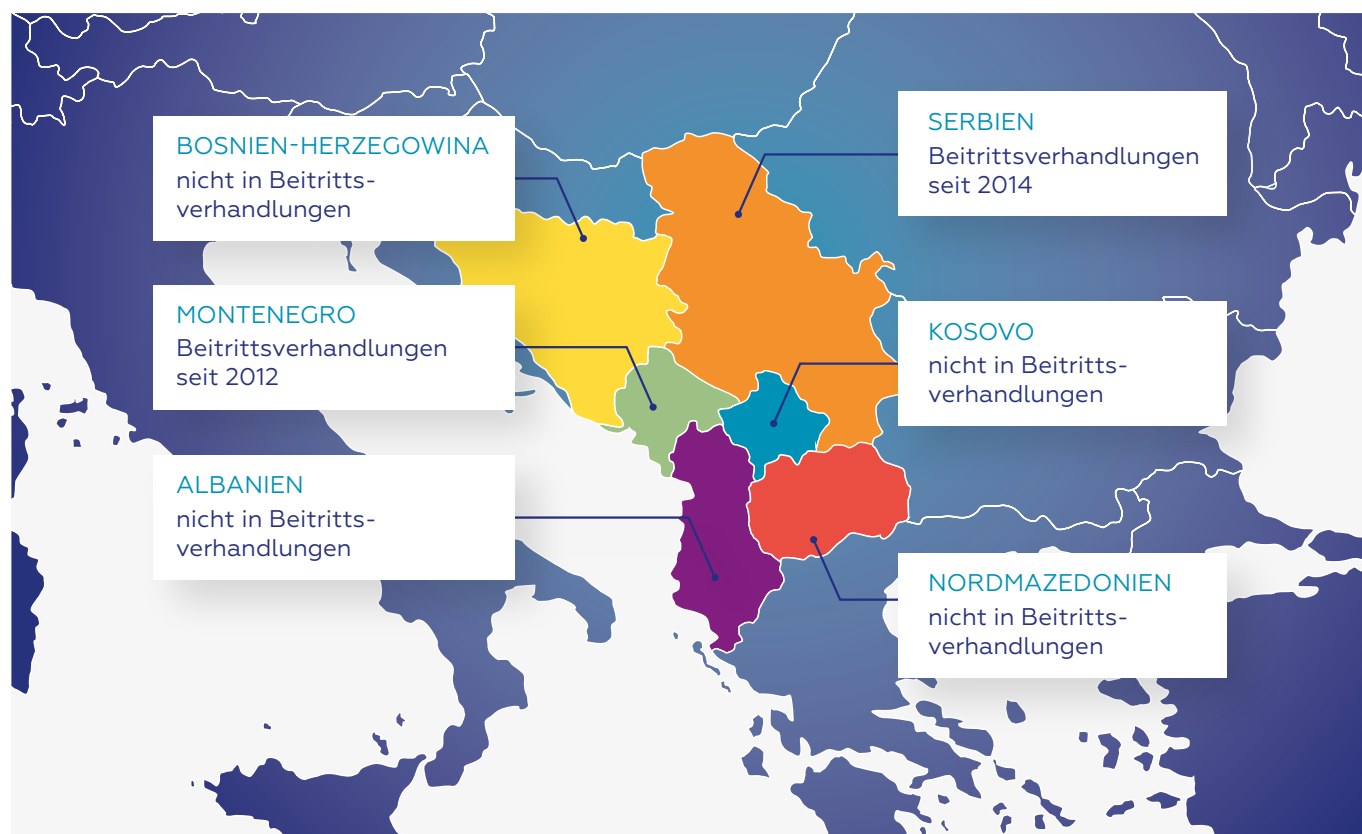 BOSNIEN-HERZEGOWINA
nicht in Beitritts-
verhandlungen
MONTENEGRO
Beitrittsverhandlungen
seit 2012
ALBANIEN
nicht in Beitritts-
verhandlungen
SERBIEN
Beitrittsverhandlungen
seit 2014
KOSOVO
nicht in Beitritts-
verhandlungen
NORDMAZEDONIEN
nicht in Beitritts-
verhandlungen